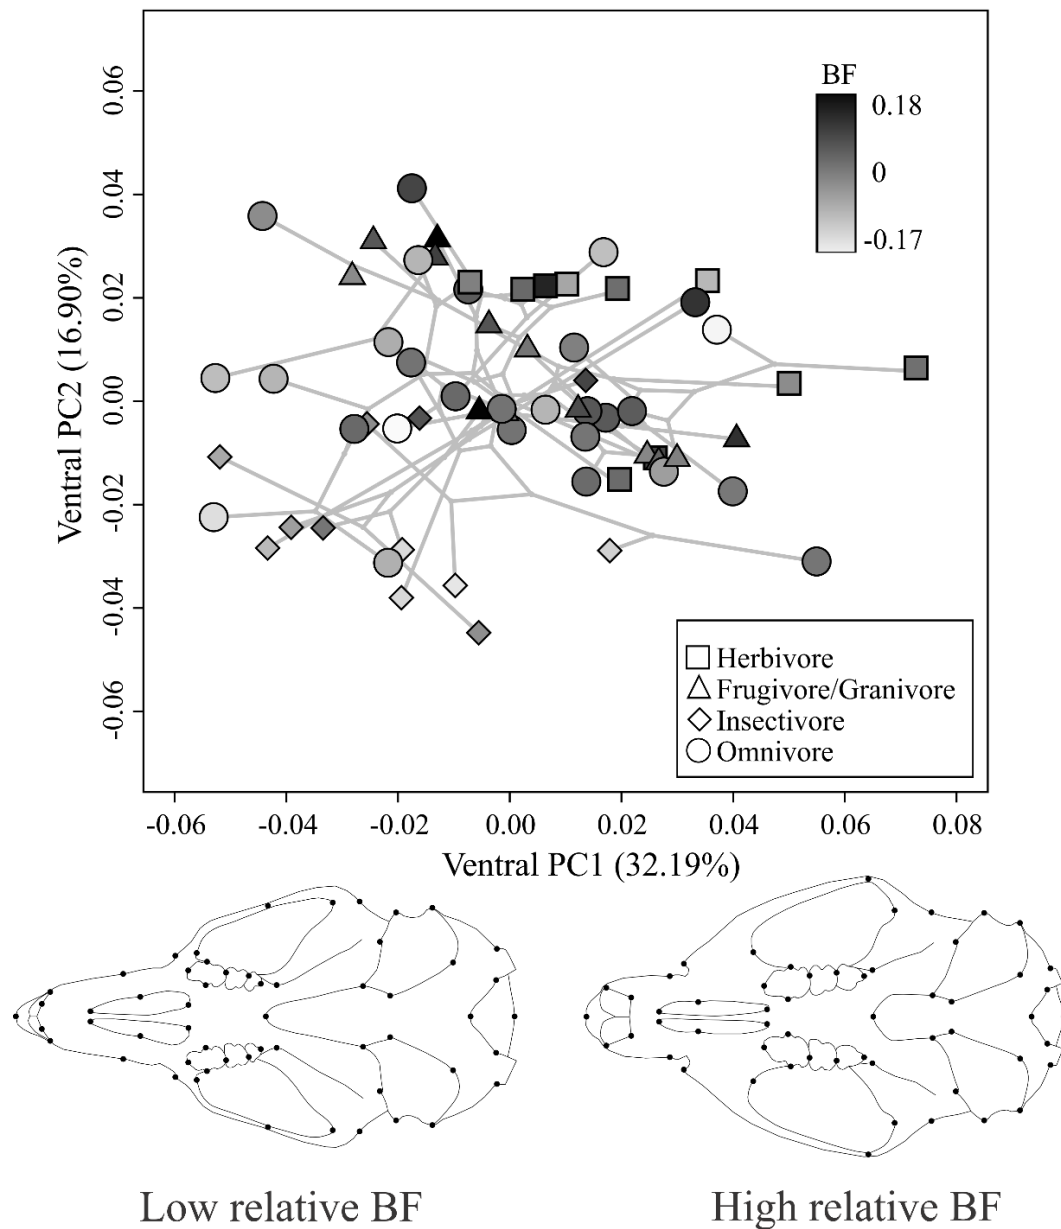 BF
0.18
0
-0.17
0.06
0.04
0.02
0.00
-0.02
-0.04
-0.06
Ventral PC2 (16.90%)
Herbivore
Frugivore/Granivore
Insectivore
Omnivore
-0.06 -0.04 -0.02 0.00 0.02 0.04 0.06 0.08
Ventral PC1 (32.19%)
Low relative BF High relative BF